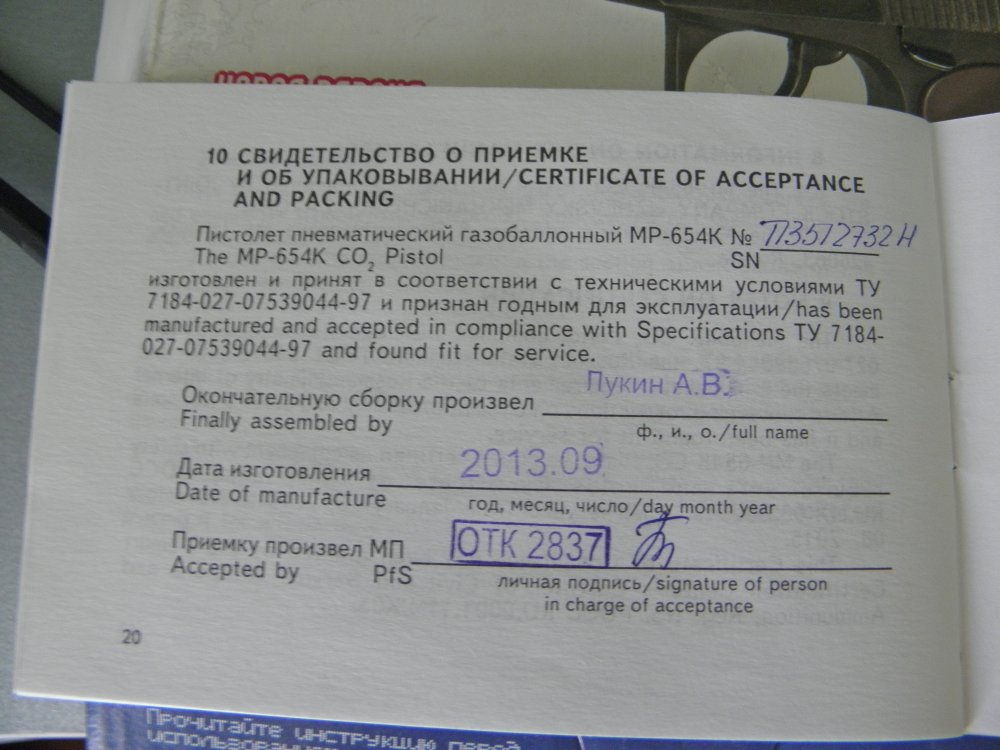 10 СВИДЕТЕЛЬСТВО О ПРИЕМКЕ
И ОБ УПАКОВЫВАНИИ/CERTIFICATE OF ACCEPTANCE
AND PACKING
Пистолет пневматический газобаллонный МР-654К № Т13512732Н
The MP-654K CO2 Pistol SN
изготовлен и принят в соответствии с техническими условиями ТУ
7184-027-07539044-97 и признан годным для эксплуатации/has been
manufactured and accepted in compliance with Specifications ТУ 7184-
027-07539044-97 and found fit for service.
Окончательную сборку произвел Пукин А.В.
Finally assembled by ф., и., о./full name
Дата изготовления 2013.09
Date of manufacture год, месяц, число/day month year
Приемку произвел МП ОТК 2837
Accepted by PfS личная подпись/signature of person
in charge of acceptance
20
Прочитайте инструкцию перед
использованием